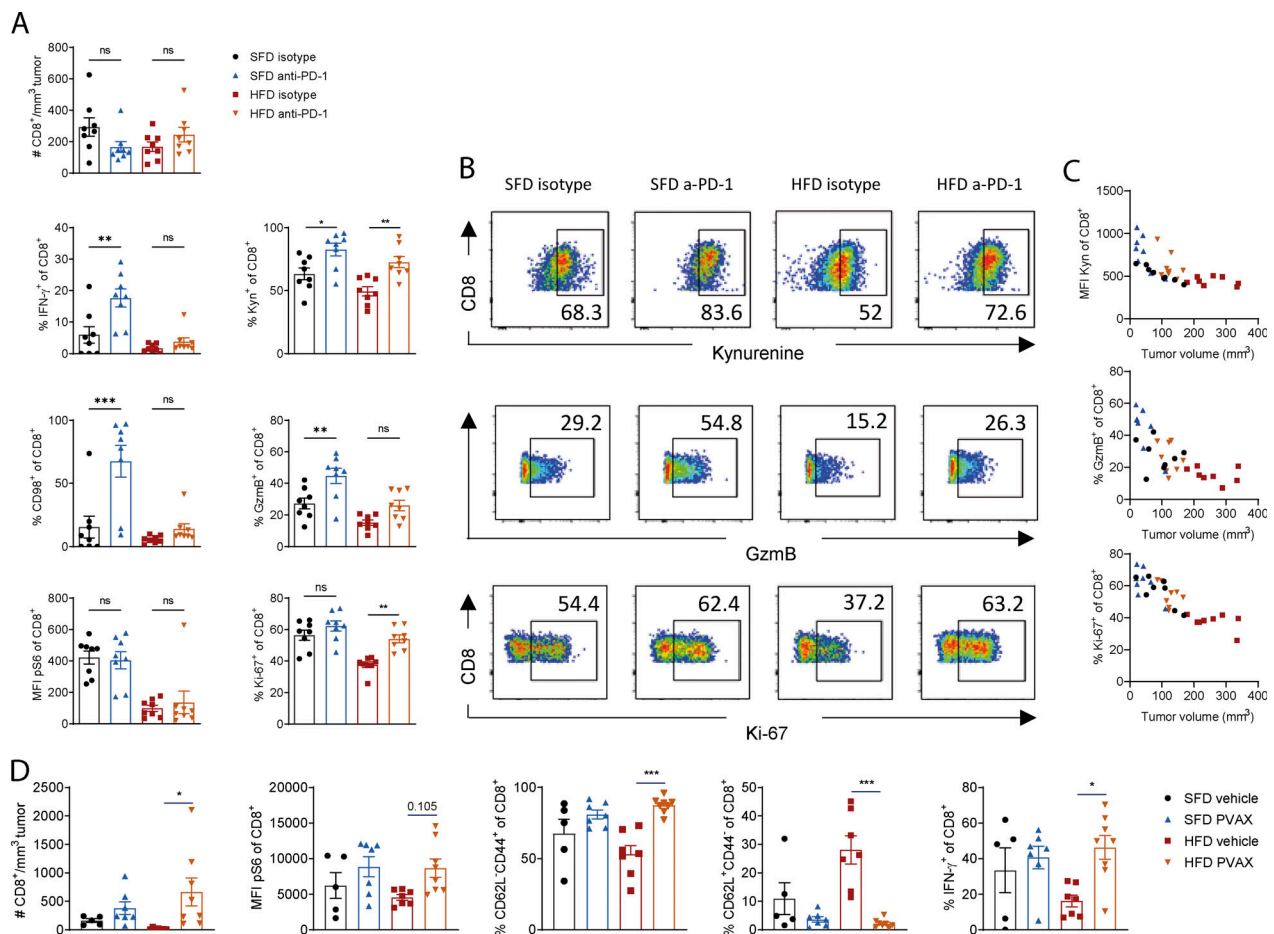 A
# CD8⁺/mm³ tumor
800
600
400
200
0
ns
ns
SFD isotype
SFD anti-PD-1
HFD isotype
HFD anti-PD-1
% IFN-γ⁺ of CD8⁺
40
30
20
10
0
**
ns
% Kyn⁺ of CD8⁺
100
80
60
40
20
0
*
**
% CD98⁺ of CD8⁺
100
50
0
***
ns
% GzmB⁺ of CD8⁺
80
60
40
20
0
**
ns
MFI pS6 of CD8⁺
800
600
400
200
0
ns
ns
% Ki-67⁺ of CD8⁺
100
80
60
40
20
0
ns
**
B
SFD isotype
SFD a-PD-1
HFD isotype
HFD a-PD-1
CD8
68.3
83.6
52
72.6
Kynurenine
29.2
54.8
15.2
26.3
GzmB
CD8
54.4
62.4
37.2
63.2
Ki-67
C
MFI Kyn of CD8⁺
1500
1000
500
0
0 100 200 300 400
Tumor volume (mm³)
% GzmB⁺ of CD8⁺
80
60
40
20
0
0 100 200 300 400
Tumor volume (mm³)
% Ki-67⁺ of CD8⁺
100
80
60
40
20
0
0 100 200 300 400
Tumor volume (mm³)
D
# CD8⁺/mm³ tumor
2500
2000
1500
1000
500
0
*
MFI pS6 of CD8⁺
20000
15000
10000
5000
0
0.105
% CD62L⁻CD44⁺ of CD8⁺
100
50
0
***
% CD62L⁺CD44⁻ of CD8⁺
50
40
30
20
10
0
***
% IFN-γ⁺ of CD8⁺
100
80
60
40
20
0
*
SFD vehicle
SFD PVAX
HFD vehicle
HFD PVAX